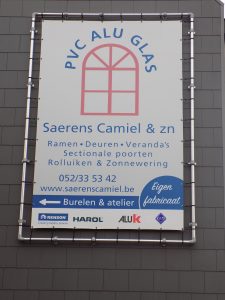 PVC ALU GLAS
Saerens Camiel & zn
Ramen • Deuren • Veranda's
Sectionale poorten
Rolluiken & Zonnewering
052/33 53 42
www.saerenscamiel.be
Eigen
fabricaat
Burelen & atelier
RENSON HAROL ALUK